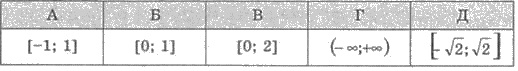 А Б В Г Д
[-1; 1] [0; 1] [0; 2] (-∞;+∞) [-√2;√2]